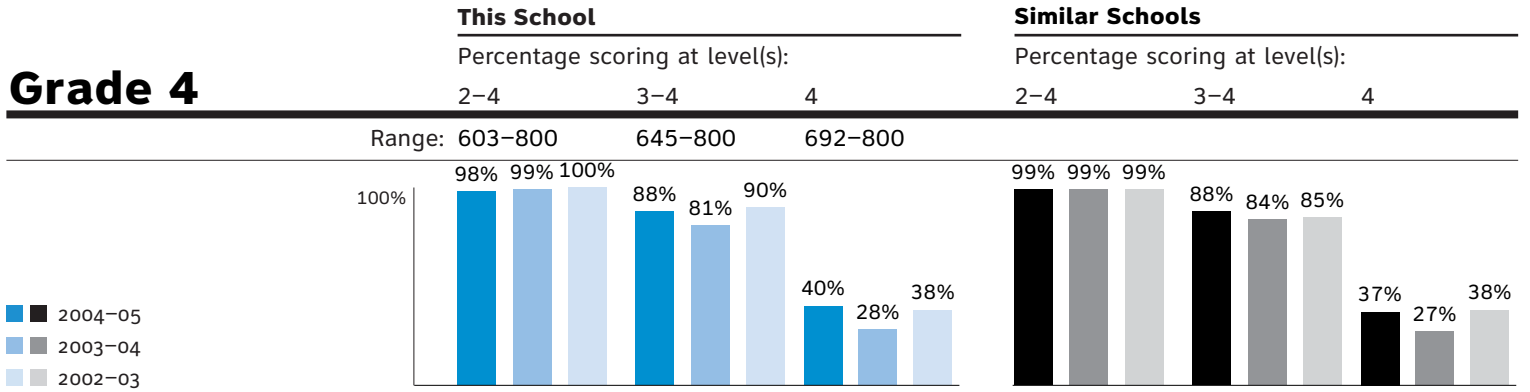 This School Similar Schools
Percentage scoring at level(s): Percentage scoring at level(s):
Grade 4
2–4 3–4 4 2–4 3–4 4
Range: 603–800 645–800 692–800
98% 99% 100% 88% 81% 90% 40% 28% 38% 99% 99% 99% 88% 84% 85% 37% 27% 38%
100%
2004–05
2003–04
2002–03